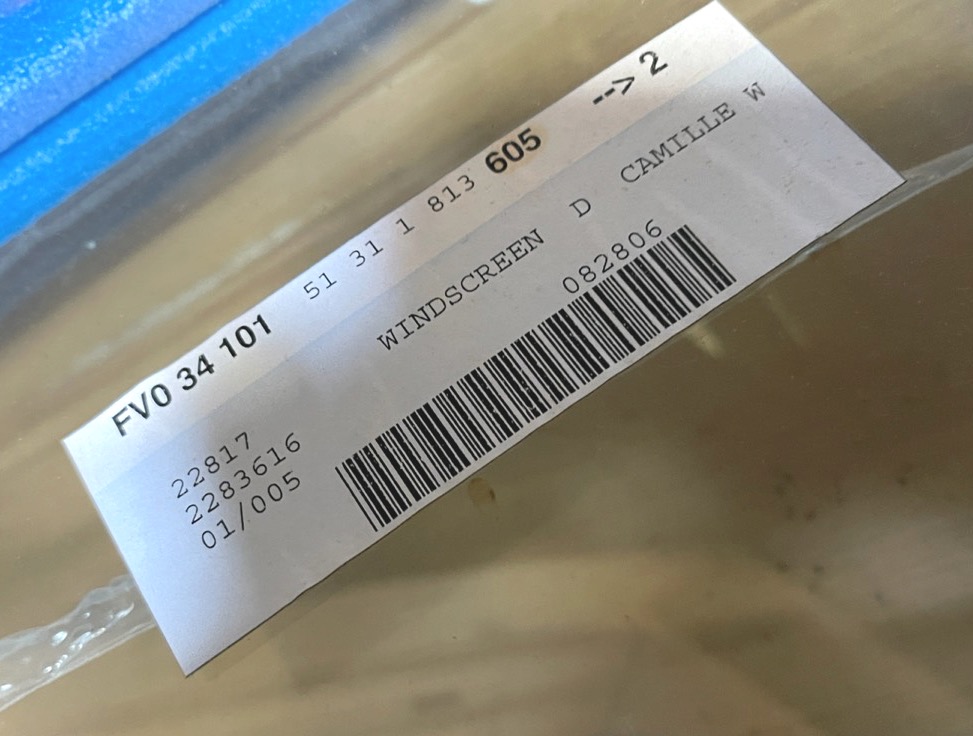 FV0 34 101 51 31 1 813 605 --> 2
WINDSCREEN D CAMILLE W
22817 082806
2283616
01/005